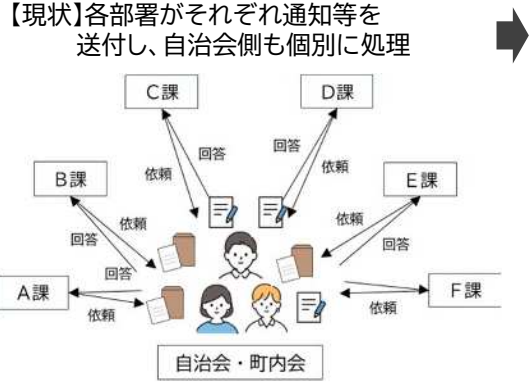 【現状】各部署がそれぞれ通知等を
送付し、自治会側も個別に処理
C課
D課
回答
依頼
回答
依頼
B課
E課
依頼
回答
依頼
回答
A課
回答
依頼
F課
依頼
自治会・町内会